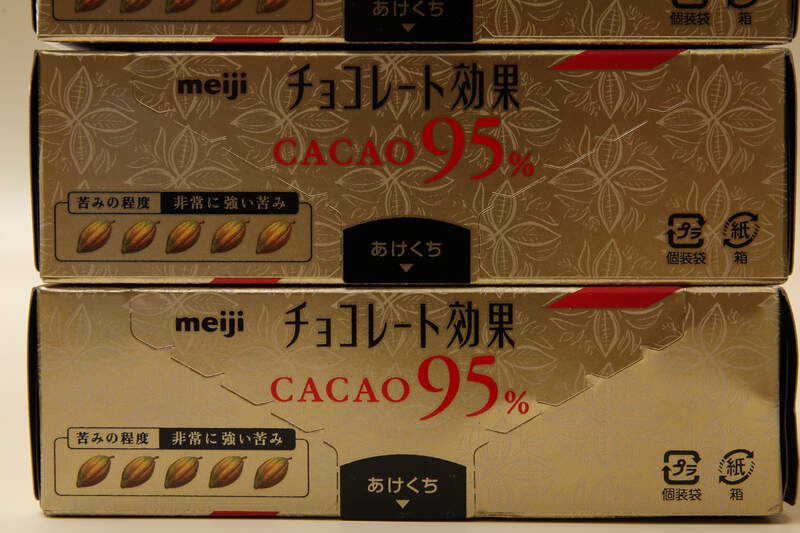 あけくち
個装袋 箱
meiji チョコレート効果
CACAO 95%
苦みの程度 非常に強い苦み
あけくち
プラ 紙
個装袋 箱
meiji チョコレート効果
CACAO 95%
苦みの程度 非常に強い苦み
あけくち
プラ 紙
個装袋 箱